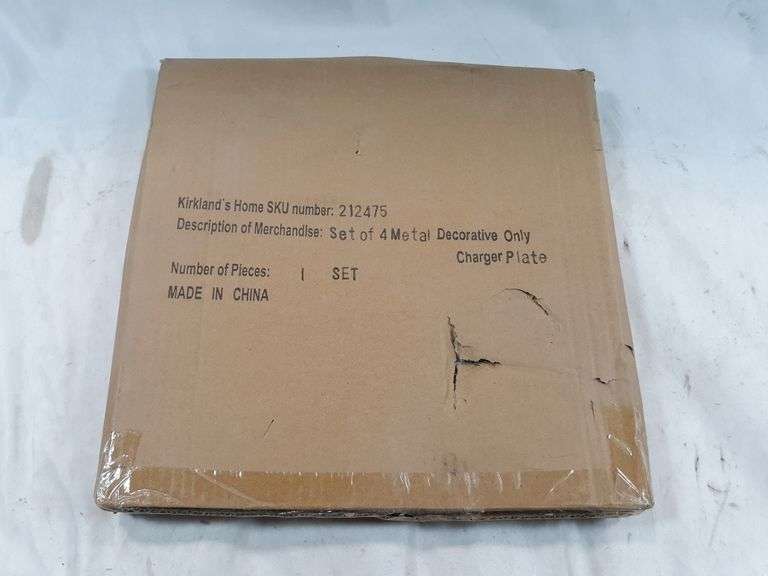 Kirkland's Home SKU number: 212475
Description of Merchandise: Set of 4 Metal Decorative Only
Charger Plate
Number of Pieces: 1 SET
MADE IN CHINA